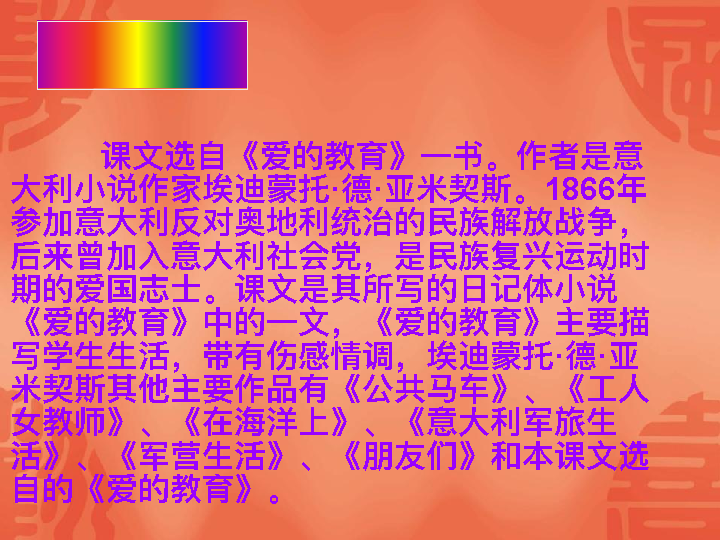 课文选自《爱的教育》一书。作者是意
大利小说作家埃迪蒙托·德·亚米契斯。1866年
参加意大利反对奥地利统治的民族解放战争，
后来曾加入意大利社会党，是民族复兴运动时
期的爱国志士。课文是其所写的日记体小说
《爱的教育》中的一文，《爱的教育》主要描
写学生生活，带有伤感情调，埃迪蒙托·德·亚
米契斯其他主要作品有《公共马车》、《工人
女教师》、《在海洋上》、《意大利军旅生
活》、《军营生活》、《朋友们》和本课文选
自的《爱的教育》。